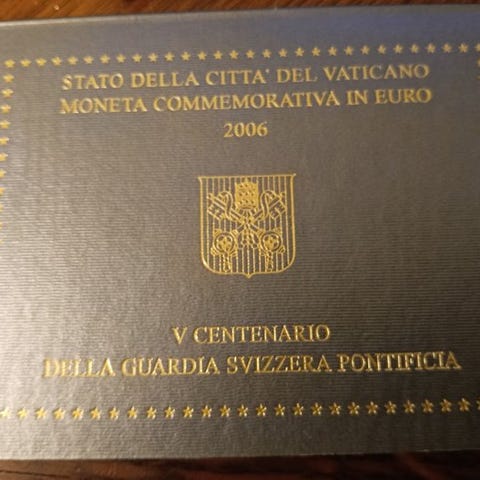 STATO DELLA CITTA' DEL VATICANO
MONETA COMMEMORATIVA IN EURO
2006
V CENTENARIO
DELLA GUARDIA SVIZZERA PONTIFICIA